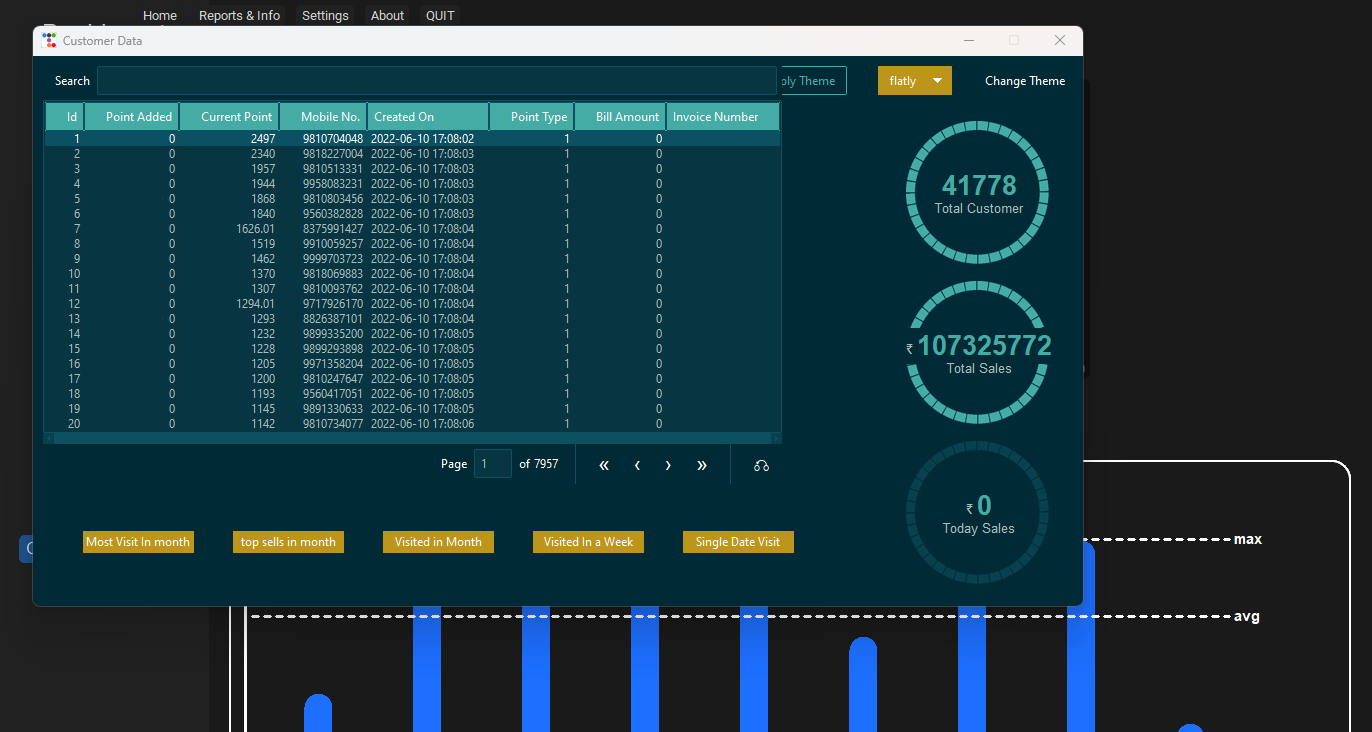 Home Reports & Info Settings About QUIT
Customer Data
Search ply Theme flatly Change Theme
Id Point Added Current Point Mobile No. Created On Point Type Bill Amount Invoice Number
1 0 2497 9810704048 2022-06-10 17:08:02 1 0
2 0 2340 9818227004 2022-06-10 17:08:03 1 0
3 0 1957 9810513331 2022-06-10 17:08:03 1 0
4 0 1944 9958083231 2022-06-10 17:08:03 1 0
5 0 1868 9810803456 2022-06-10 17:08:03 1 0
6 0 1840 9560382828 2022-06-10 17:08:03 1 0
7 0 1626.01 8375991427 2022-06-10 17:08:04 1 0
8 0 1519 9910059257 2022-06-10 17:08:04 1 0
9 0 1462 9999703723 2022-06-10 17:08:04 1 0
10 0 1370 9818069883 2022-06-10 17:08:04 1 0
11 0 1307 9810093762 2022-06-10 17:08:04 1 0
12 0 1294.01 9717926170 2022-06-10 17:08:04 1 0
13 0 1293 8826387101 2022-06-10 17:08:04 1 0
14 0 1232 9899335200 2022-06-10 17:08:05 1 0
15 0 1228 9899293898 2022-06-10 17:08:05 1 0
16 0 1205 9971358204 2022-06-10 17:08:05 1 0
17 0 1200 9810247647 2022-06-10 17:08:05 1 0
18 0 1193 9560417051 2022-06-10 17:08:05 1 0
19 0 1145 9891330633 2022-06-10 17:08:05 1 0
20 0 1142 9810734077 2022-06-10 17:08:06 1 0
Page 1 of 7957 « ‹ › »
41778
Total Customer
₹ 107325772
Total Sales
₹ 0
Today Sales
Most Visit In month top sells in month Visited in Month Visited In a Week Single Date Visit
max
avg